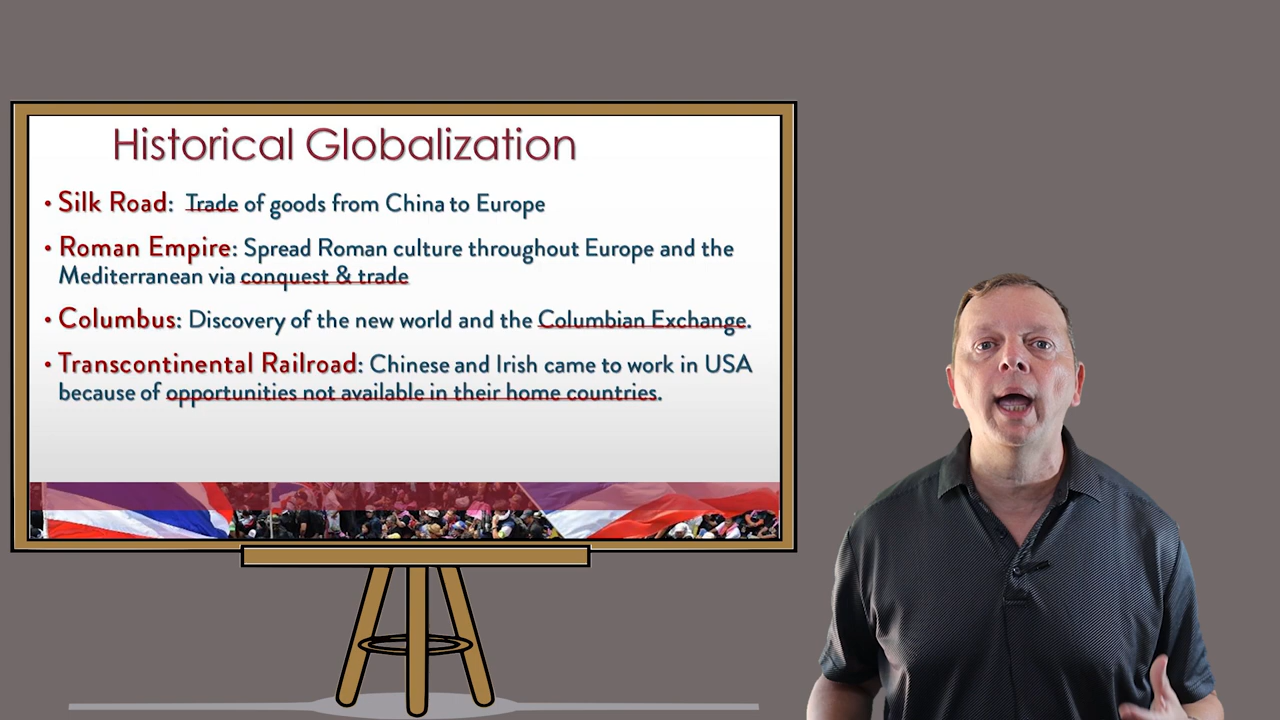 Historical Globalization
• Silk Road: Trade of goods from China to Europe
• Roman Empire: Spread Roman culture throughout Europe and the
Mediterranean via conquest & trade
• Columbus: Discovery of the new world and the Columbian Exchange.
• Transcontinental Railroad: Chinese and Irish came to work in USA
because of opportunities not available in their home countries.